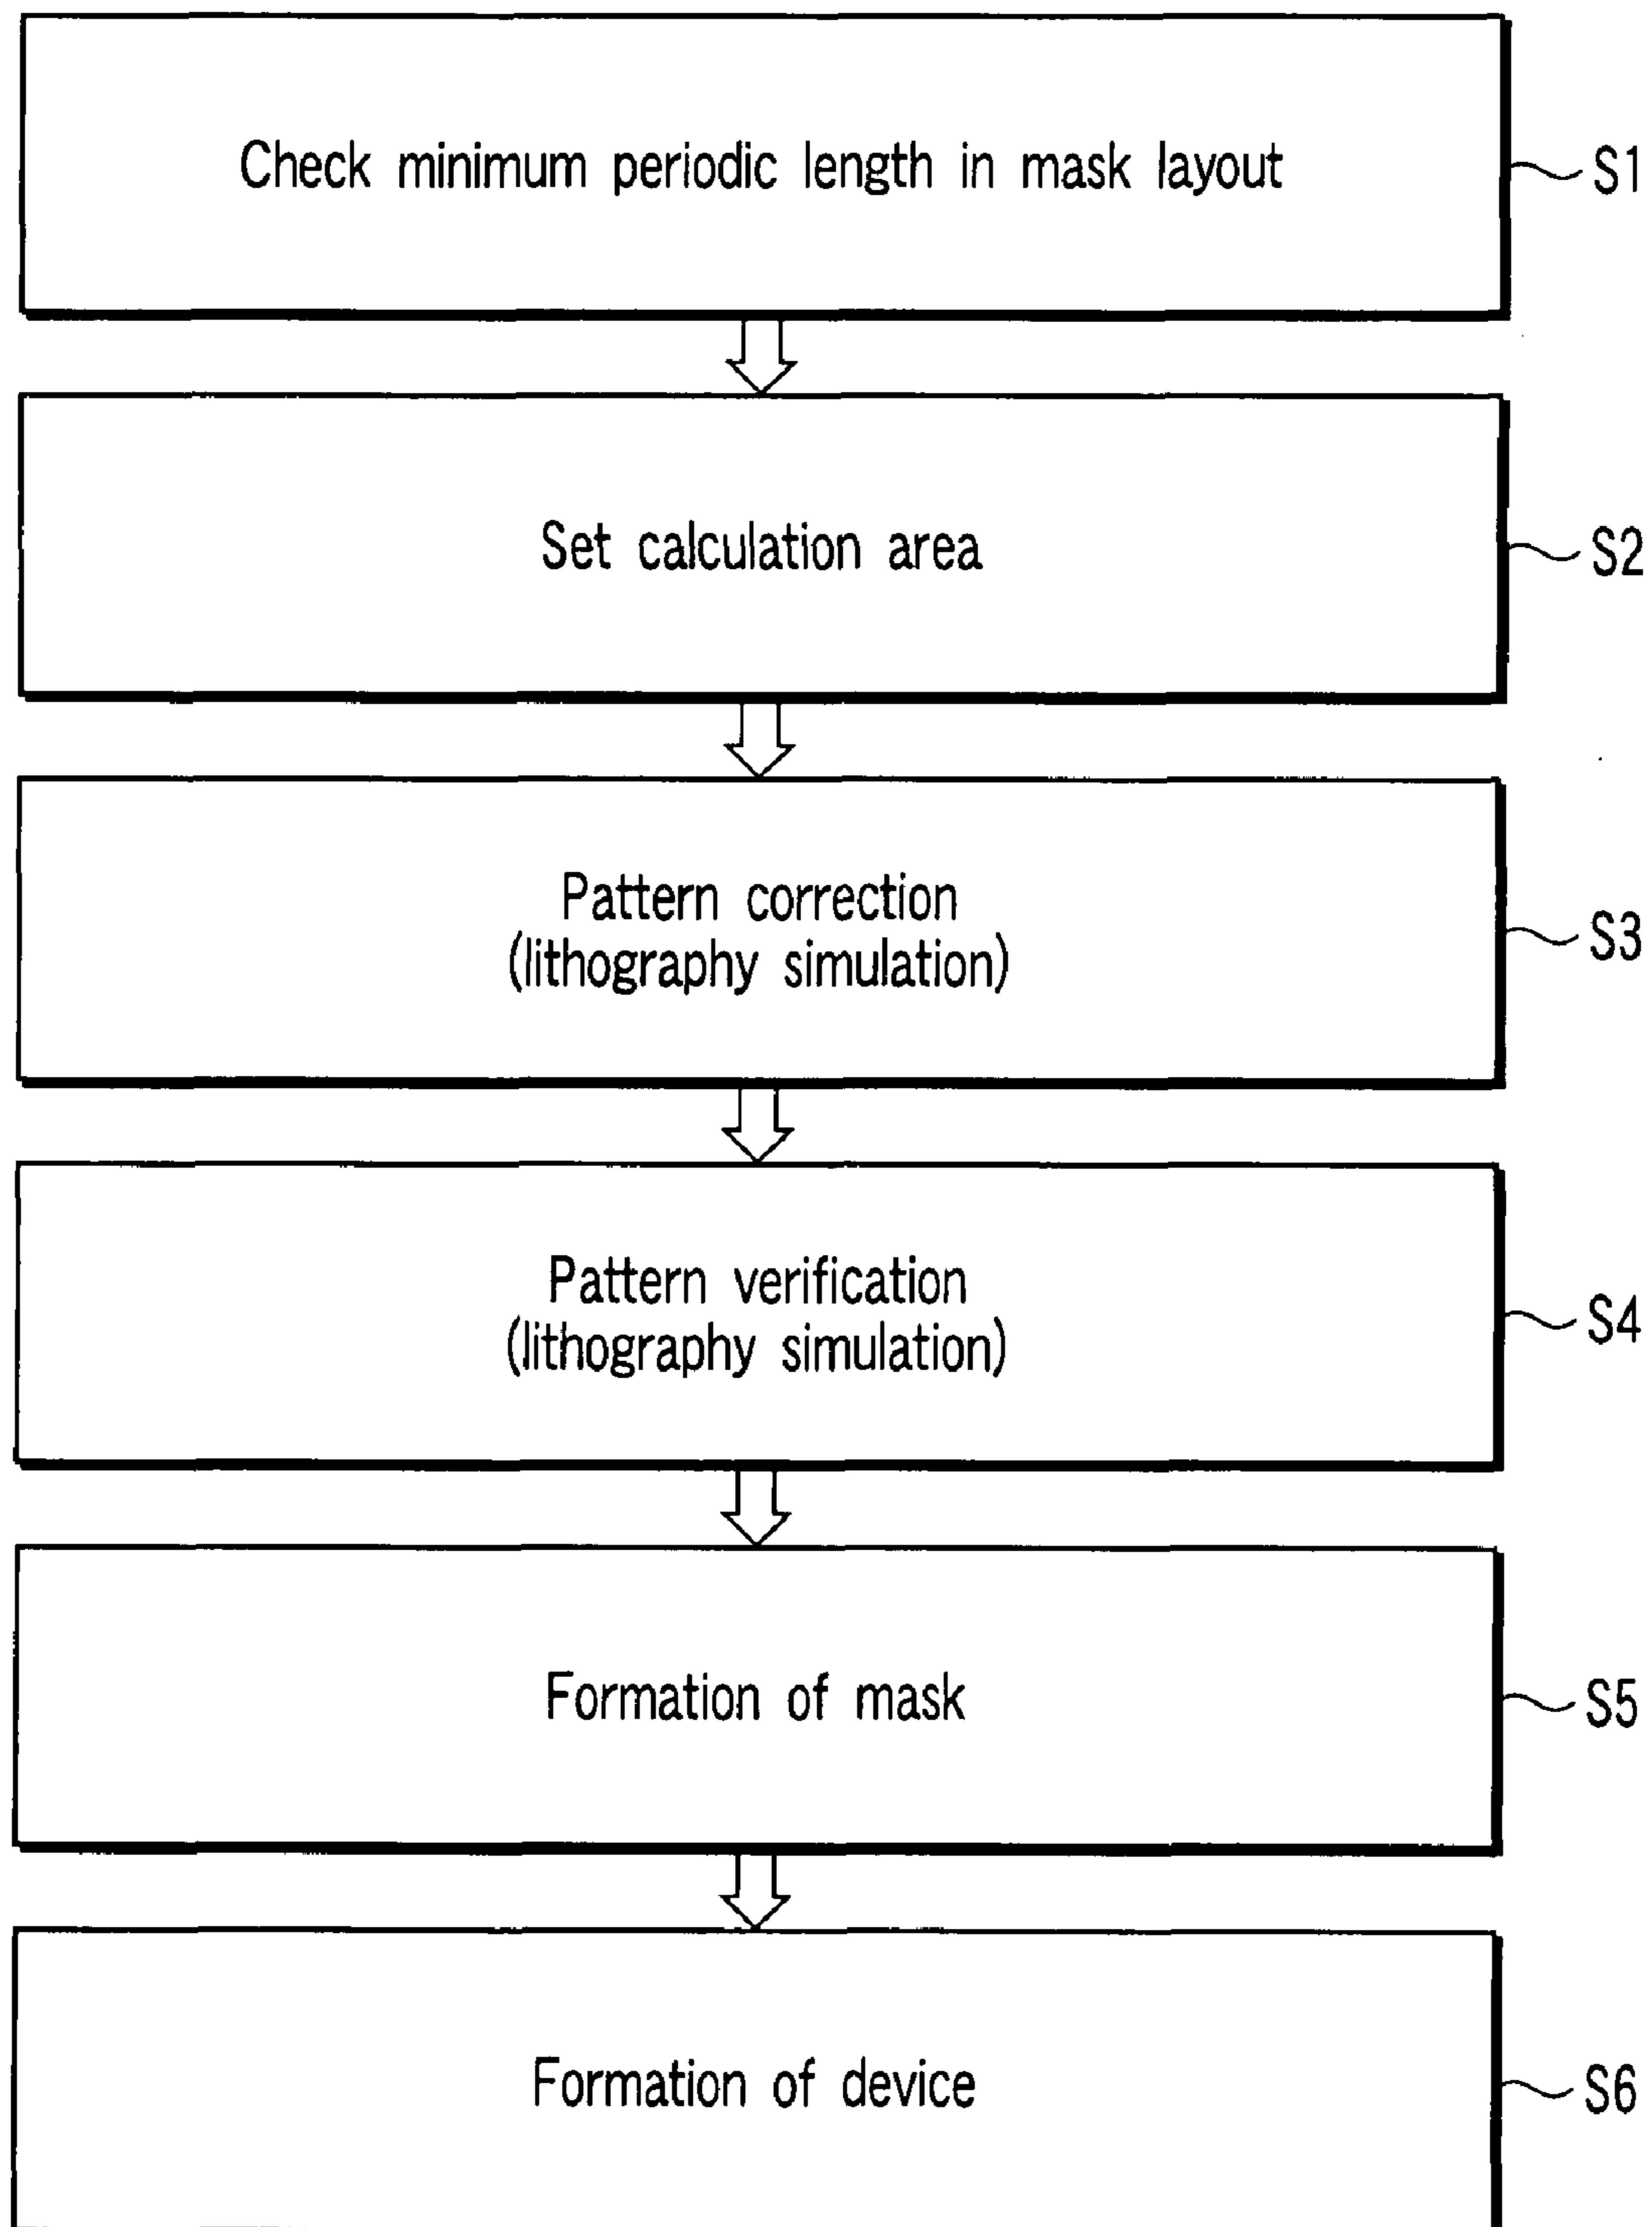 Check minimum periodic length in mask layout
S1
Set calculation area
S2
Pattern correction
(lithography simulation)
S3
Pattern verification
(lithography simulation)
S4
Formation of mask
S5
Formation of device
S6